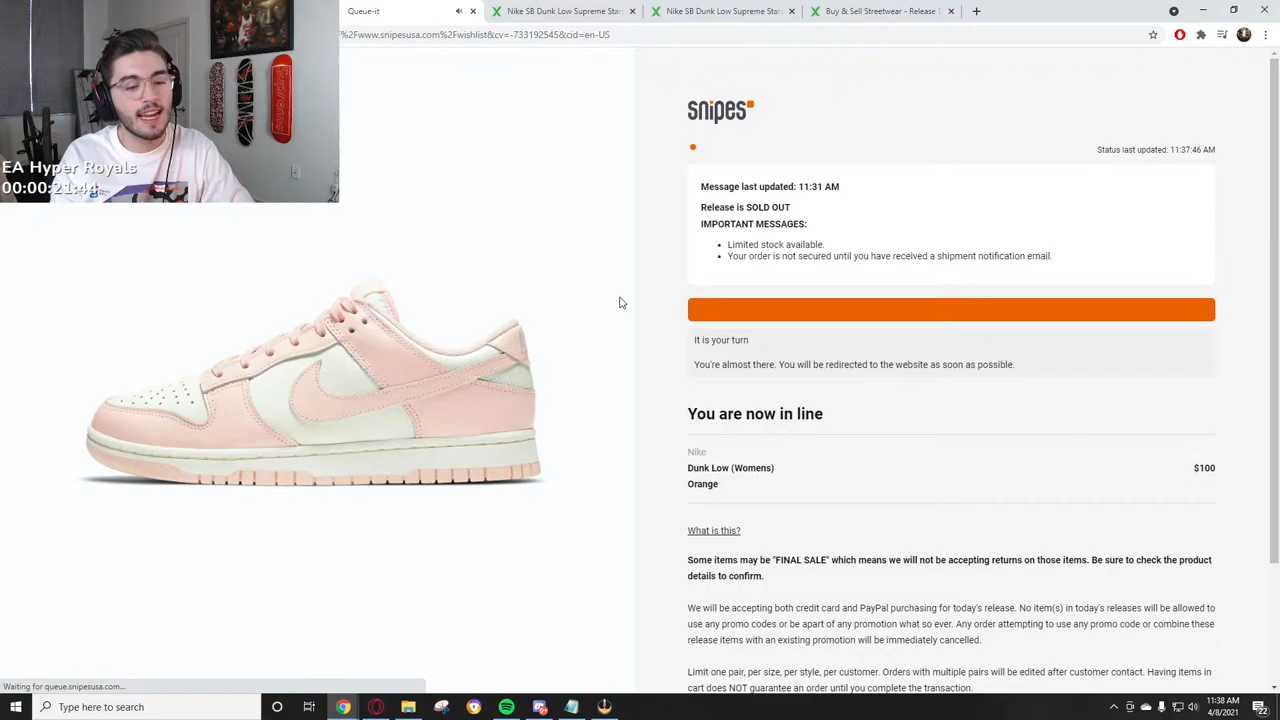 Queue-it
Nike SB Dunk Low Supreme Star
Nike SB Dunk Low Supreme Star
Buy & Sell Streetwear - Release D
F%2Fwww.snipesusa.com%2Fwishlist&cv=-733192545&cid=en-US
EA Hyper Royals
00:00:21:44
snipes
Status last updated: 11:37:46 AM
Message last updated: 11:31 AM
Release is SOLD OUT
IMPORTANT MESSAGES:
Limited stock available.
Your order is not secured until you have received a shipment notification email.
It is your turn
You're almost there. You will be redirected to the website as soon as possible.
You are now in line
Nike
Dunk Low (Womens) $100
Orange
What is this?
Some items may be "FINAL SALE" which means we will not be accepting returns on those items. Be sure to check the product
details to confirm.
We will be accepting both credit card and PayPal purchasing for today's release. No item(s) in today's releases will be allowed to
use any promo codes or be apart of any promotion what so ever. Any order attempting to use any promo code or combine these
release items with an existing promotion will be immediately cancelled.
Limit one pair, per size, per style, per customer. Orders with multiple pairs will be edited after customer contact. Having items in
cart does NOT guarantee an order until you complete the transaction.
Waiting for queue.snipesusa.com...
Type here to search
11:38 AM
4/8/2021
22